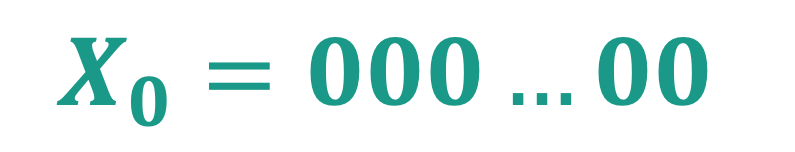 X₀ = 000 ... 00